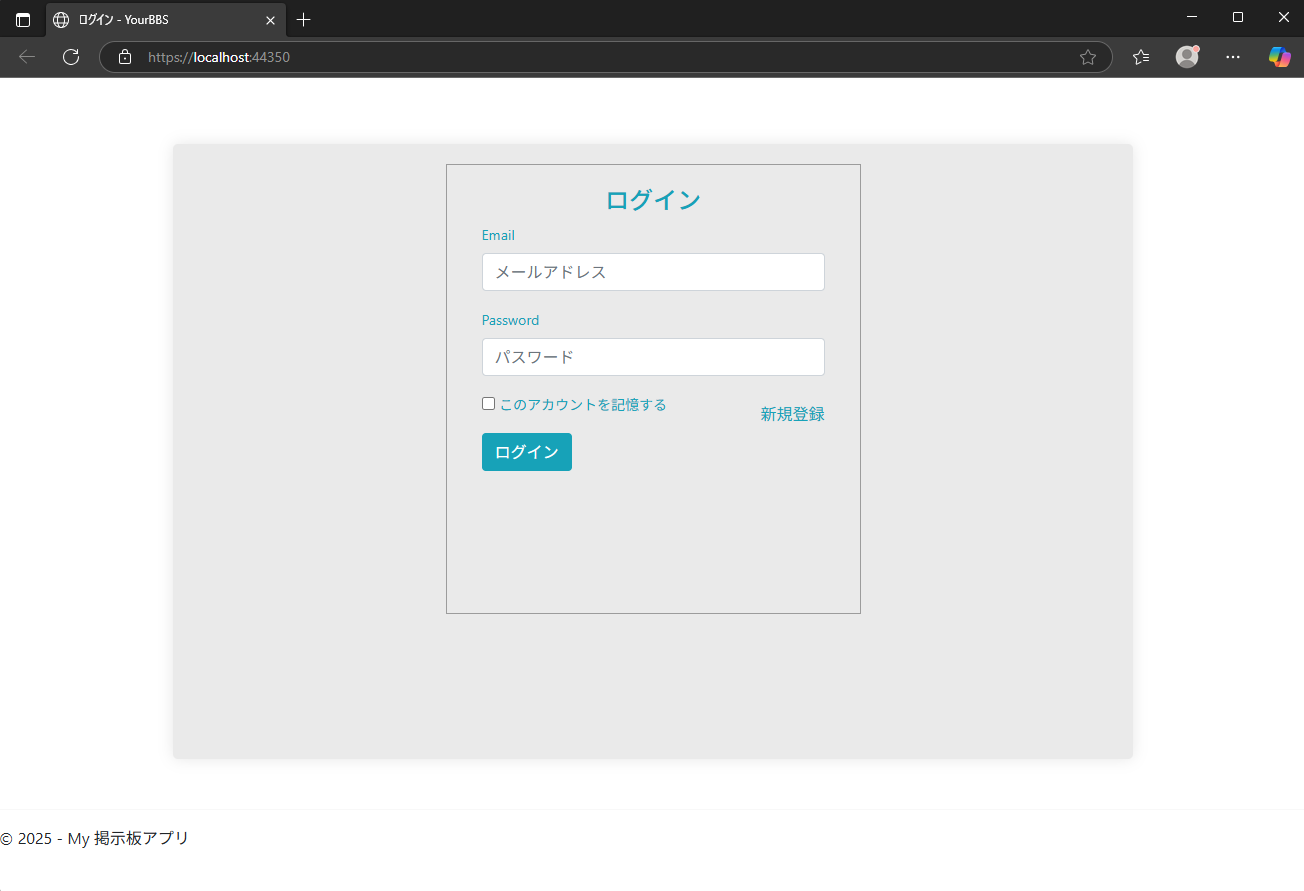 ログイン - YourBBS
https://localhost:44350
ログイン
Email
メールアドレス
Password
パスワード
このアカウントを記憶する
新規登録
ログイン
© 2025 - My 掲示板アプリ